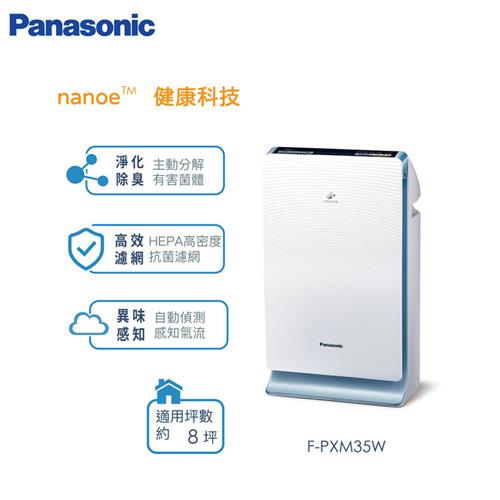 Panasonic
nanoe™ 健康科技
淨化
除臭
主動分解
有害菌體
高效
濾網
HEPA高密度
抗菌濾網
異味
感知
自動偵測
感知氣流
適用坪數
約 8 坪
Panasonic
F-PXM35W